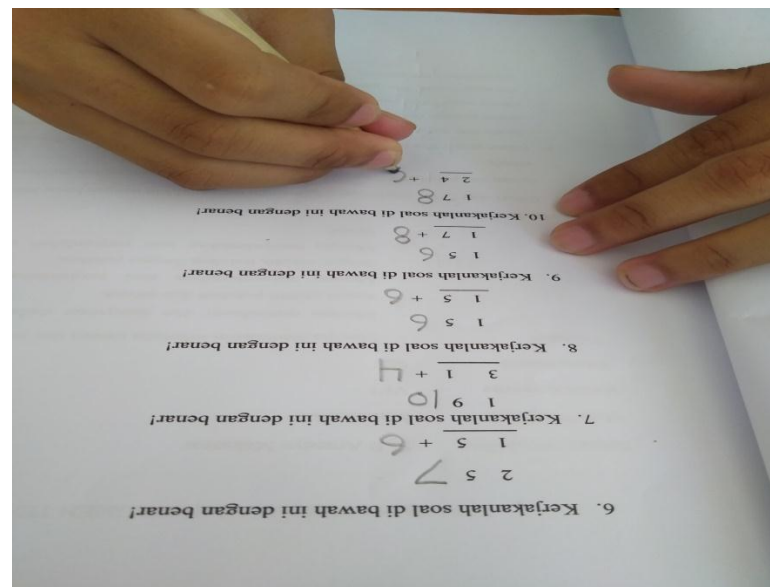 6. Kerjakanlah soal di bawah ini dengan benar!
2 5 7
1 5 + 6
7. Kerjakanlah soal di bawah ini dengan benar!
1 9 10
3 1 + 4
8. Kerjakanlah soal di bawah ini dengan benar!
1 5 6
1 5 + 6
9. Kerjakanlah soal di bawah ini dengan benar!
1 5 6
1 7 + 8
10. Kerjakanlah soal di bawah ini dengan benar!
1 7 8
2 4 +